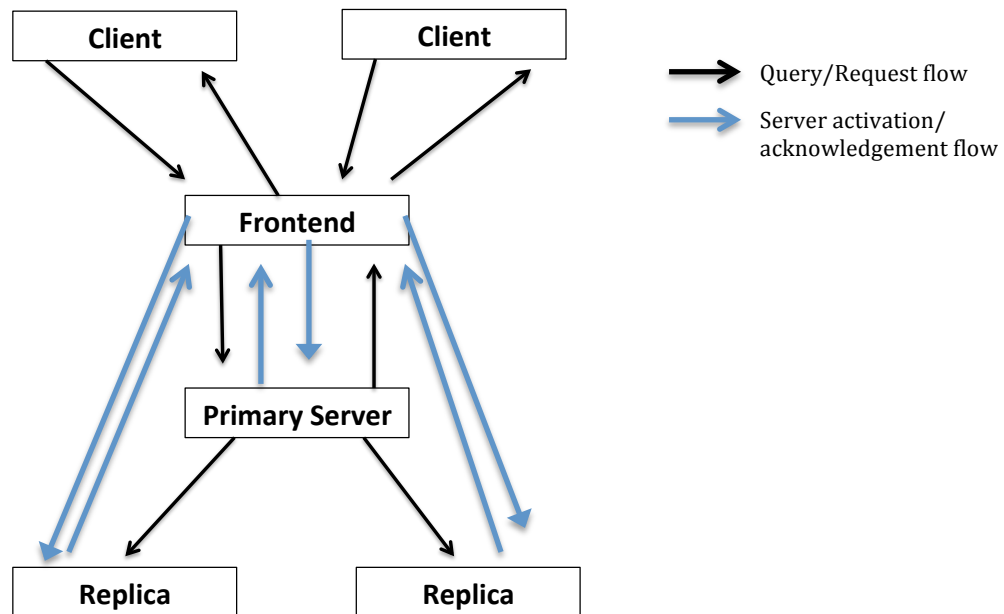 Client
Client
Query/Request flow
Server activation/
acknowledgement flow
Frontend
Primary Server
Replica
Replica